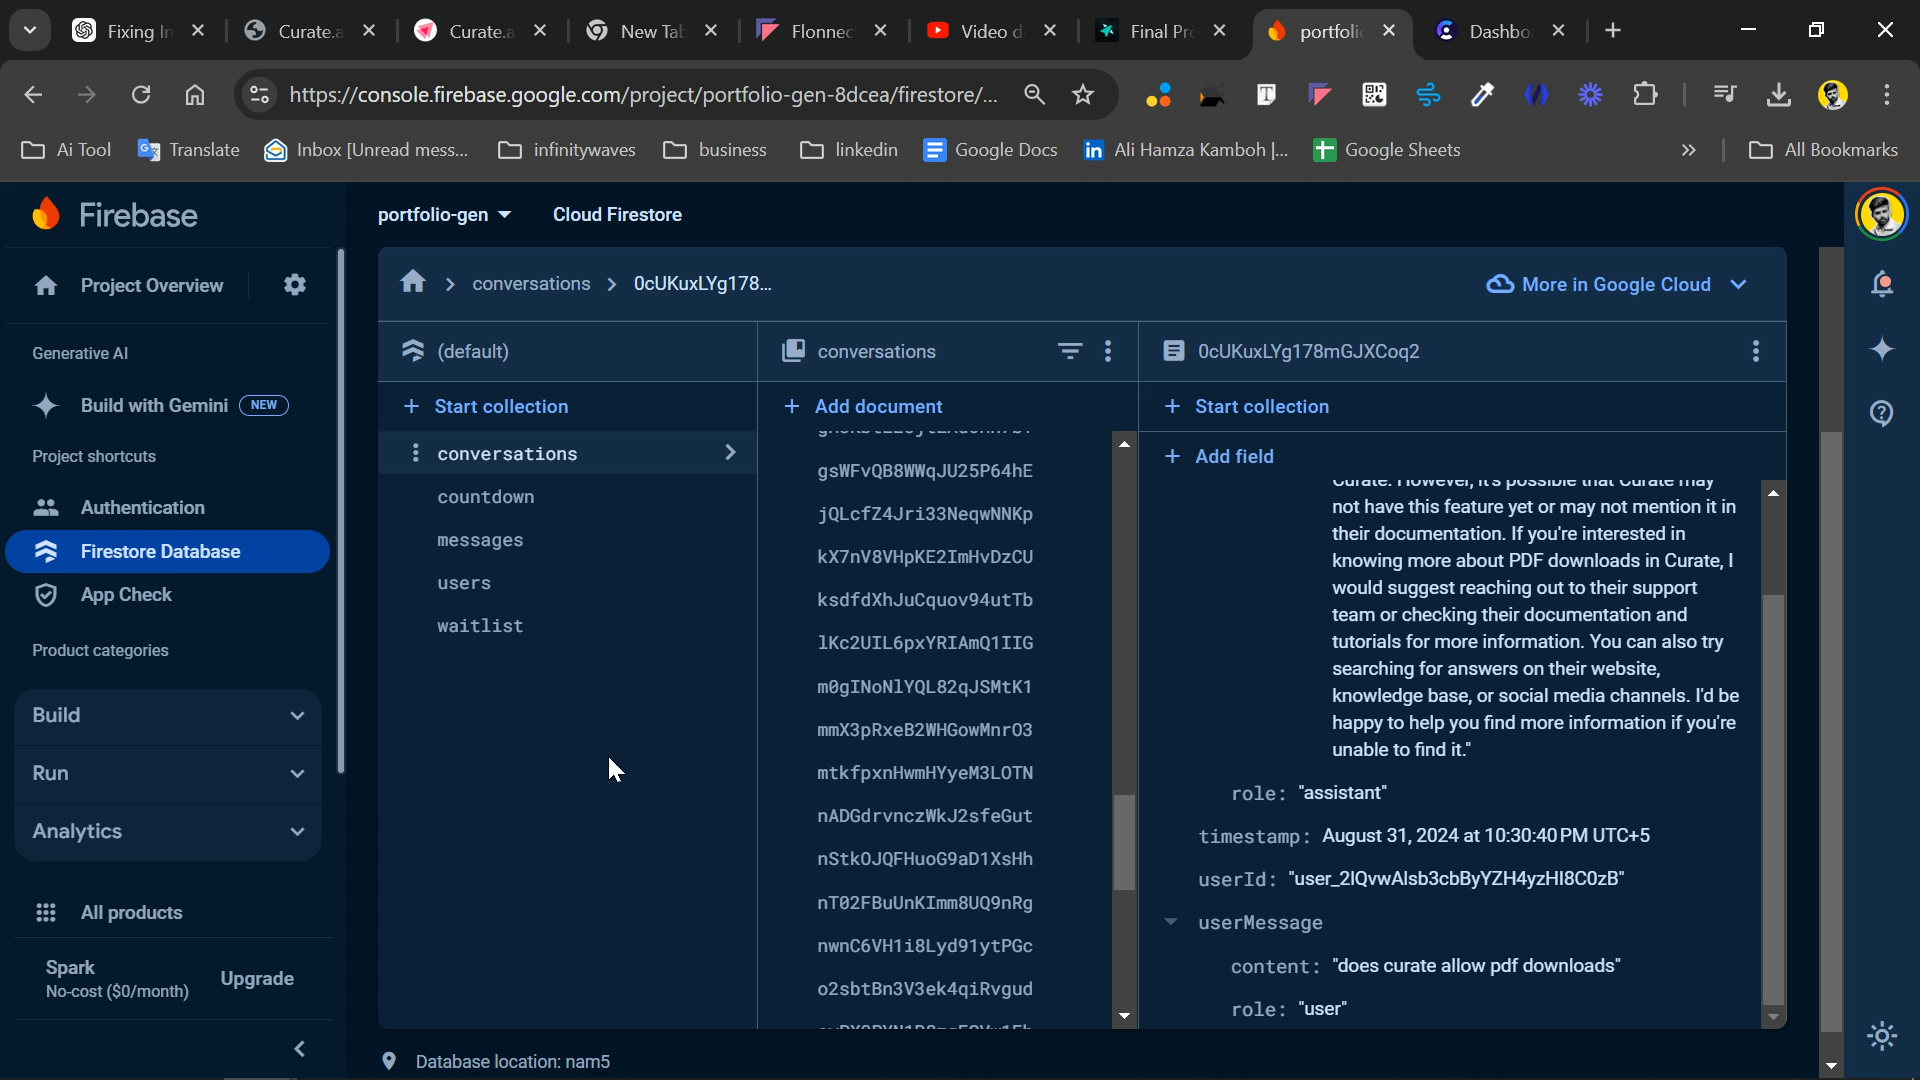 Fixing In
Curate.a
Curate.a
New Tab
Flonnec
Video d
Final Pr
portfoli
Dashbo
https://console.firebase.google.com/project/portfolio-gen-8dcea/firestore/...
Ai Tool
Translate
Inbox [Unread mess...
infinitywaves
business
linkedin
Google Docs
Ali Hamza Kamboh |...
Google Sheets
All Bookmarks
Firebase
portfolio-gen
Cloud Firestore
Project Overview
conversations
0cUKuxLYg178...
More in Google Cloud
Generative AI
Build with Gemini NEW
Project shortcuts
Authentication
Firestore Database
App Check
Product categories
Build
Run
Analytics
All products
Spark
No-cost ($0/month)
Upgrade
(default)
Start collection
conversations
countdown
messages
users
waitlist
conversations
Add document
gsWFvQB8WWqJU25P64hE
jQLcfZ4Jri33NeqwNNKp
kX7nV8VHpKE2ImHvDzCU
ksdfdXhJuCquov94utTb
lKc2UIL6pxYRIAmQ1IIG
m0gINoNlYQL82qJSMtK1
mmX3pRxeB2WHGowMnrO3
mtkfpxnHwmHYyeM3LOTN
nADGdrvnczWkJ2sfeGut
nStkOJQFHuoG9aD1XsHh
nT02FBuUnKImm8UQ9nRg
nwnC6VH1i8Lyd91ytPGc
o2sbtBn3V3ek4qiRvgud
0cUKuxLYg178mGJXCoq2
Start collection
Add field
Curate. However, it's possible that Curate may
not have this feature yet or may not mention it in
their documentation. If you're interested in
knowing more about PDF downloads in Curate, I
would suggest reaching out to their support
team or checking their documentation and
tutorials for more information. You can also try
searching for answers on their website,
knowledge base, or social media channels. I'd be
happy to help you find more information if you're
unable to find it."
role: "assistant"
timestamp: August 31, 2024 at 10:30:40 PM UTC+5
userId: "user_2lQvwAlsb3cbByYZH4yzHI8C0zB"
userMessage
content: "does curate allow pdf downloads"
role: "user"
Database location: nam5